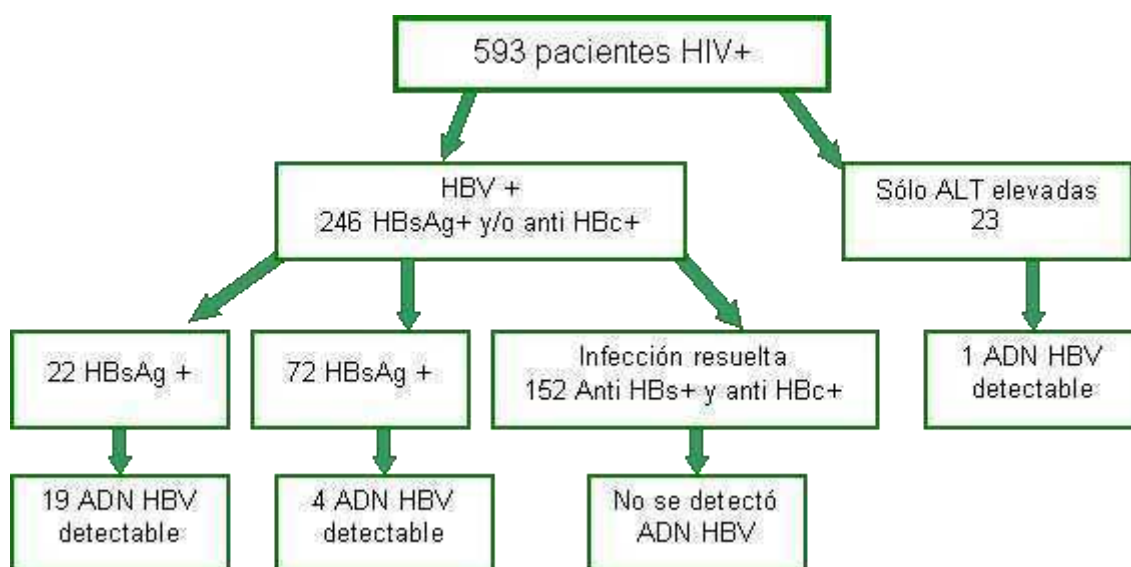 593 pacientes HIV+
HBV +
246 HBsAg+ y/o anti HBc+
Sólo ALT elevadas
23
22 HBsAg +
72 HBsAg +
Infección resuelta
152 Anti HBs+ y anti HBc+
1 ADN HBV
detectable
19 ADN HBV
detectable
4 ADN HBV
detectable
No se detectó
ADN HBV